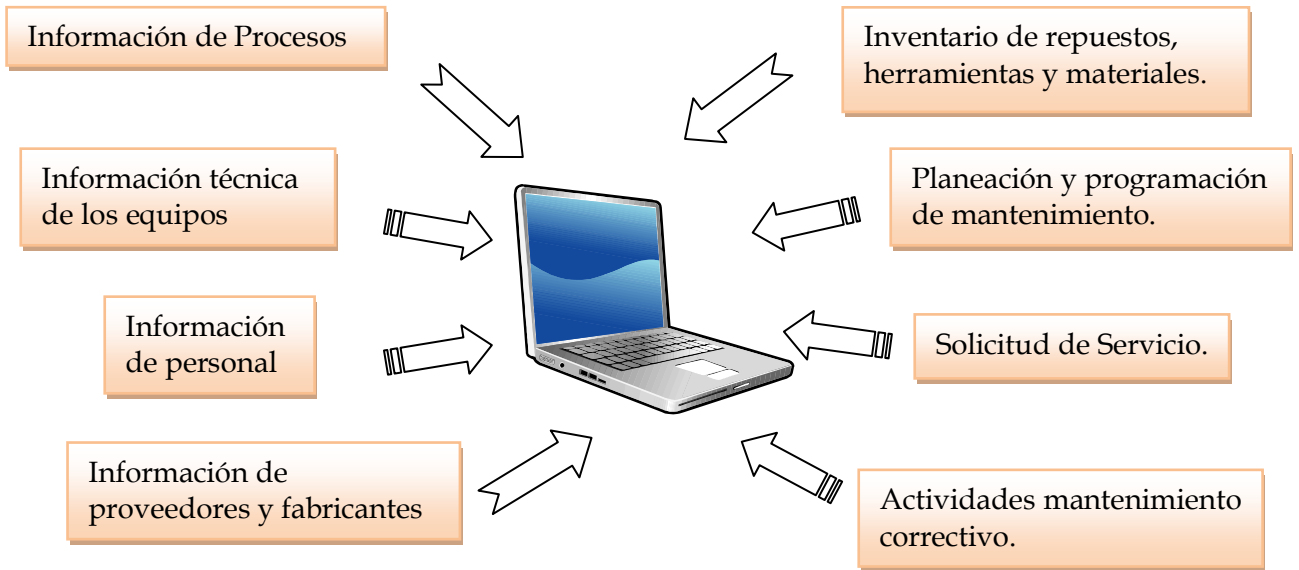 Información de Procesos
Información técnica
de los equipos
Información
de personal
Información de
proveedores y fabricantes
Inventario de repuestos,
herramientas y materiales.
Planeación y programación
de mantenimiento.
Solicitud de Servicio.
Actividades mantenimiento
correctivo.